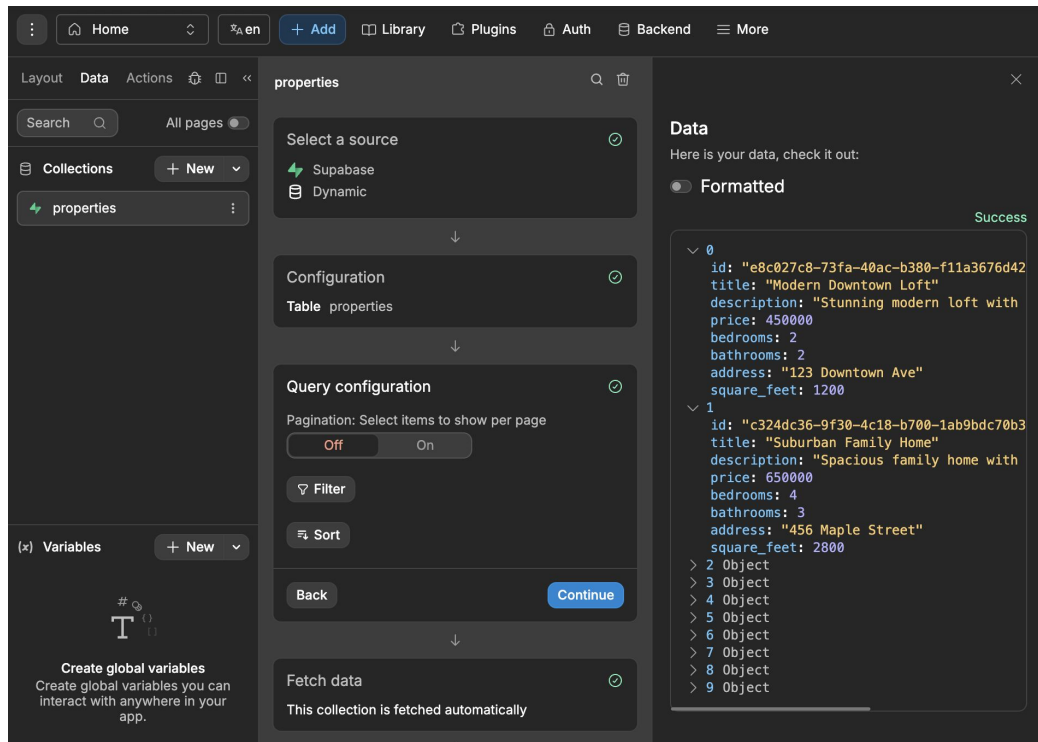 Home
en
+ Add
Library
Plugins
Auth
Backend
More
Layout
Data
Actions
Search
All pages
Collections
+ New
properties
(x) Variables
+ New
Create global variables
Create global variables you can
interact with anywhere in your
app.
properties
Select a source
Supabase
Dynamic
Configuration
Table properties
Query configuration
Pagination: Select items to show per page
Off
On
Filter
Sort
Back
Continue
Fetch data
This collection is fetched automatically
Data
Here is your data, check it out:
Formatted
Success
0
id: "e8c027c8-73fa-40ac-b380-f11a3676d42
title: "Modern Downtown Loft"
description: "Stunning modern loft with
price: 450000
bedrooms: 2
bathrooms: 2
address: "123 Downtown Ave"
square_feet: 1200
1
id: "c324dc36-9f30-4c18-b700-1ab9bdc70b3
title: "Suburban Family Home"
description: "Spacious family home with
price: 650000
bedrooms: 4
bathrooms: 3
address: "456 Maple Street"
square_feet: 2800
2 Object
3 Object
4 Object
5 Object
6 Object
7 Object
8 Object
9 Object